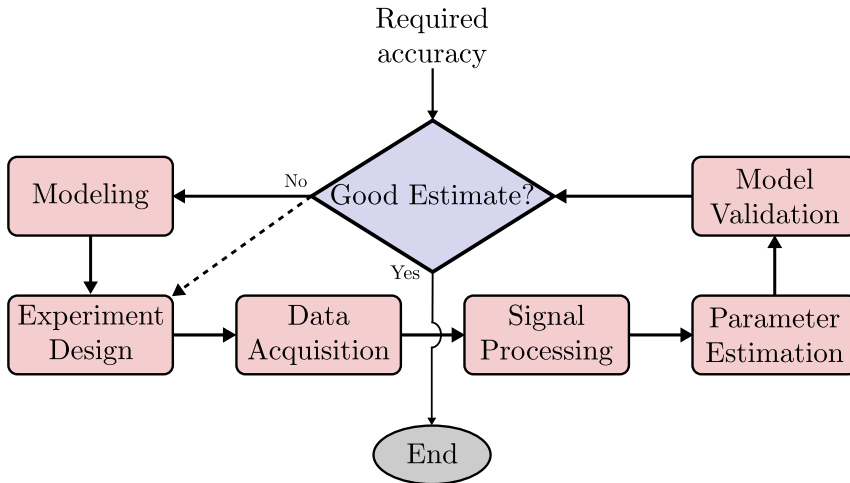 Required
accuracy
Modeling
No
Good Estimate?
Model
Validation
Yes
Experiment
Design
Data
Acquisition
Signal
Processing
Parameter
Estimation
End